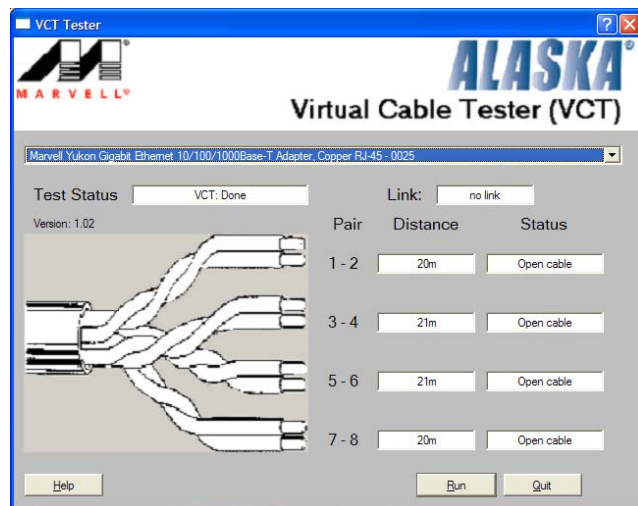 VCT Tester
MARVELL®
ALASKA®
Virtual Cable Tester (VCT)
Marvell Yukon Gigabit Ethernet 10/100/1000Base-T Adapter, Copper RJ-45 - 0025
Test Status VCT: Done Link: no link
Version: 1.02
Pair Distance Status
1 - 2 20m Open cable
3 - 4 21m Open cable
5 - 6 21m Open cable
7 - 8 20m Open cable
Help Run Quit